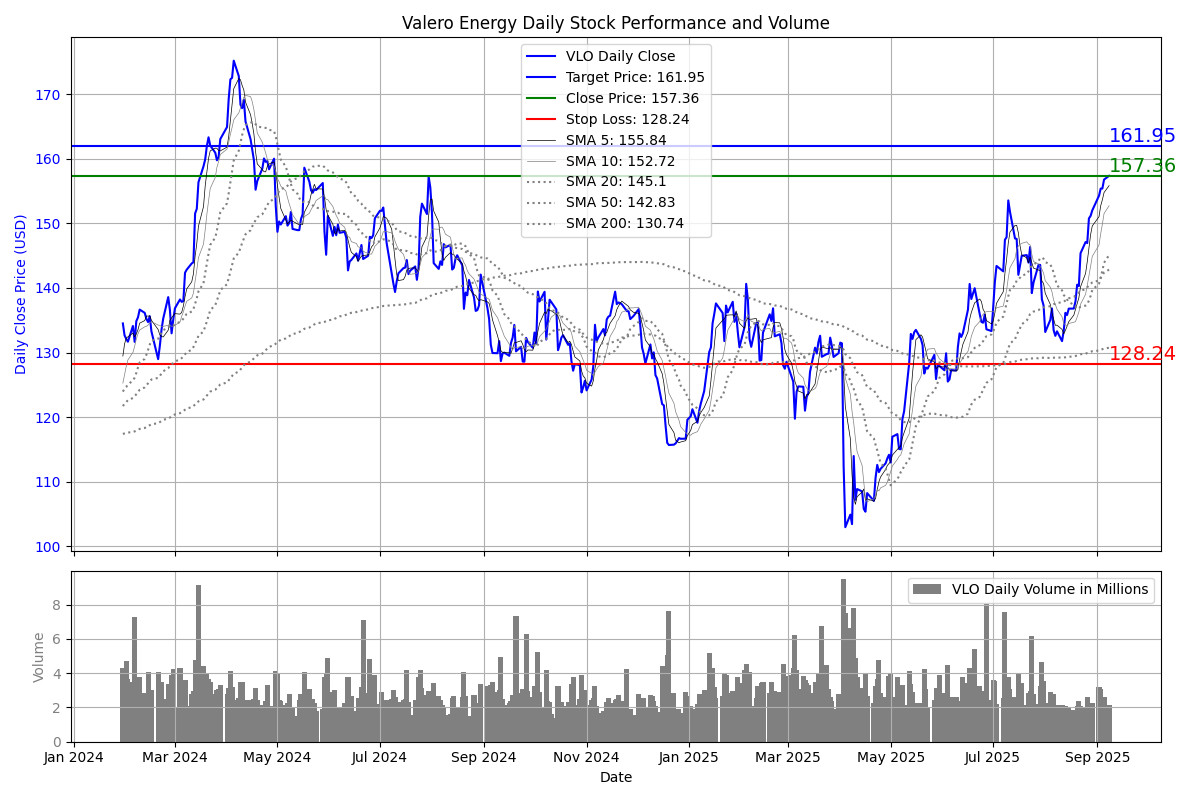 Valero Energy Daily Stock Performance and Volume
VLO Daily Close
Target Price: 161.95
Close Price: 157.36
Stop Loss: 128.24
SMA 5: 155.84
SMA 10: 152.72
SMA 20: 145.1
SMA 50: 142.83
SMA 200: 130.74
161.95
157.36
128.24
Daily Close Price (USD)
170
160
150
140
130
120
110
100
VLO Daily Volume in Millions
Volume
8
6
4
2
0
Jan 2024
Mar 2024
May 2024
Jul 2024
Sep 2024
Nov 2024
Jan 2025
Mar 2025
May 2025
Jul 2025
Sep 2025
Date